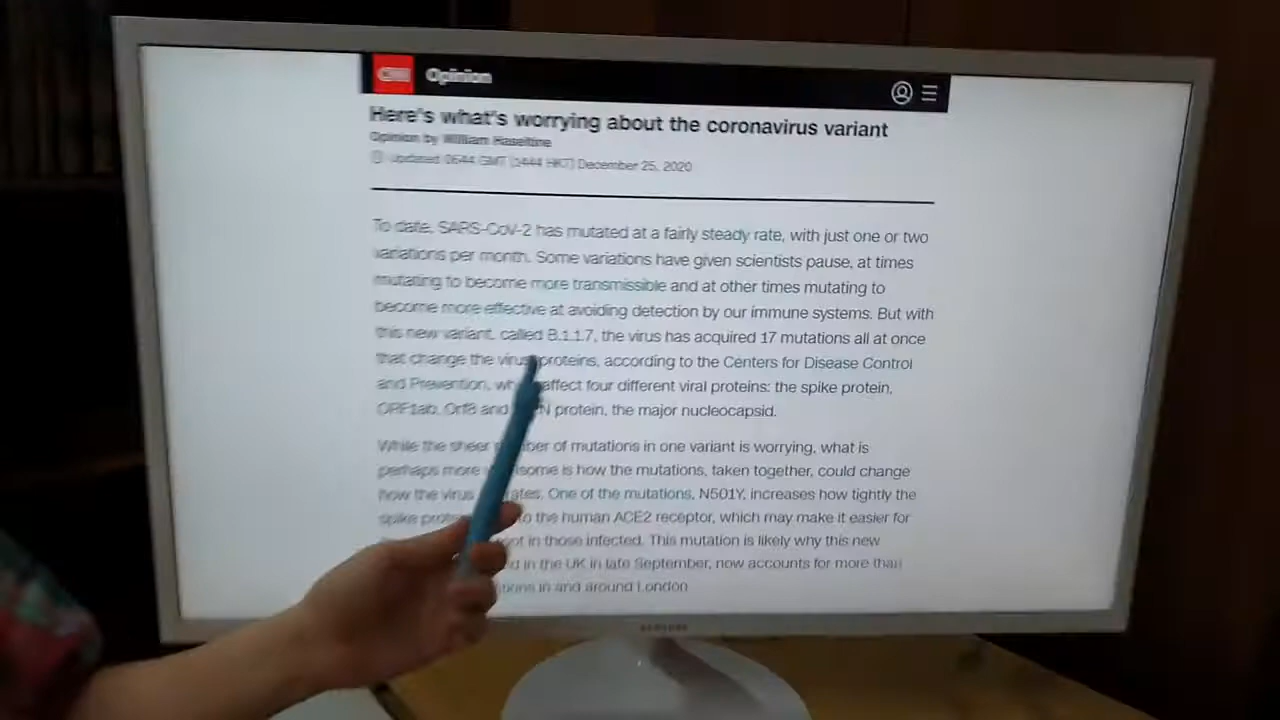 CNN Opinion
Here's what's worrying about the coronavirus variant
Opinion by William Haseltine
Updated 0644 GMT (1444 HKT) December 25, 2020
To date, SARS-CoV-2 has mutated at a fairly steady rate, with just one or two
variations per month. Some variations have given scientists pause, at times
mutating to become more transmissible and at other times mutating to
become more effective at avoiding detection by our immune systems. But with
this new variant, called B.1.1.7, the virus has acquired 17 mutations all at once
that change the virus proteins, according to the Centers for Disease Control
and Prevention, affect four different viral proteins: the spike protein,
ORF1ab, Orf8 and N protein, the major nucleocapsid.
While the sheer of mutations in one variant is worrying, what is
perhaps more is how the mutations, taken together, could change
how the virus One of the mutations, N501Y, increases how tightly the
spike to the human ACE2 receptor, which may make it easier for
in those infected. This mutation is likely why this new
in the UK in late September, now accounts for more than
in and around London
SAMSUNG